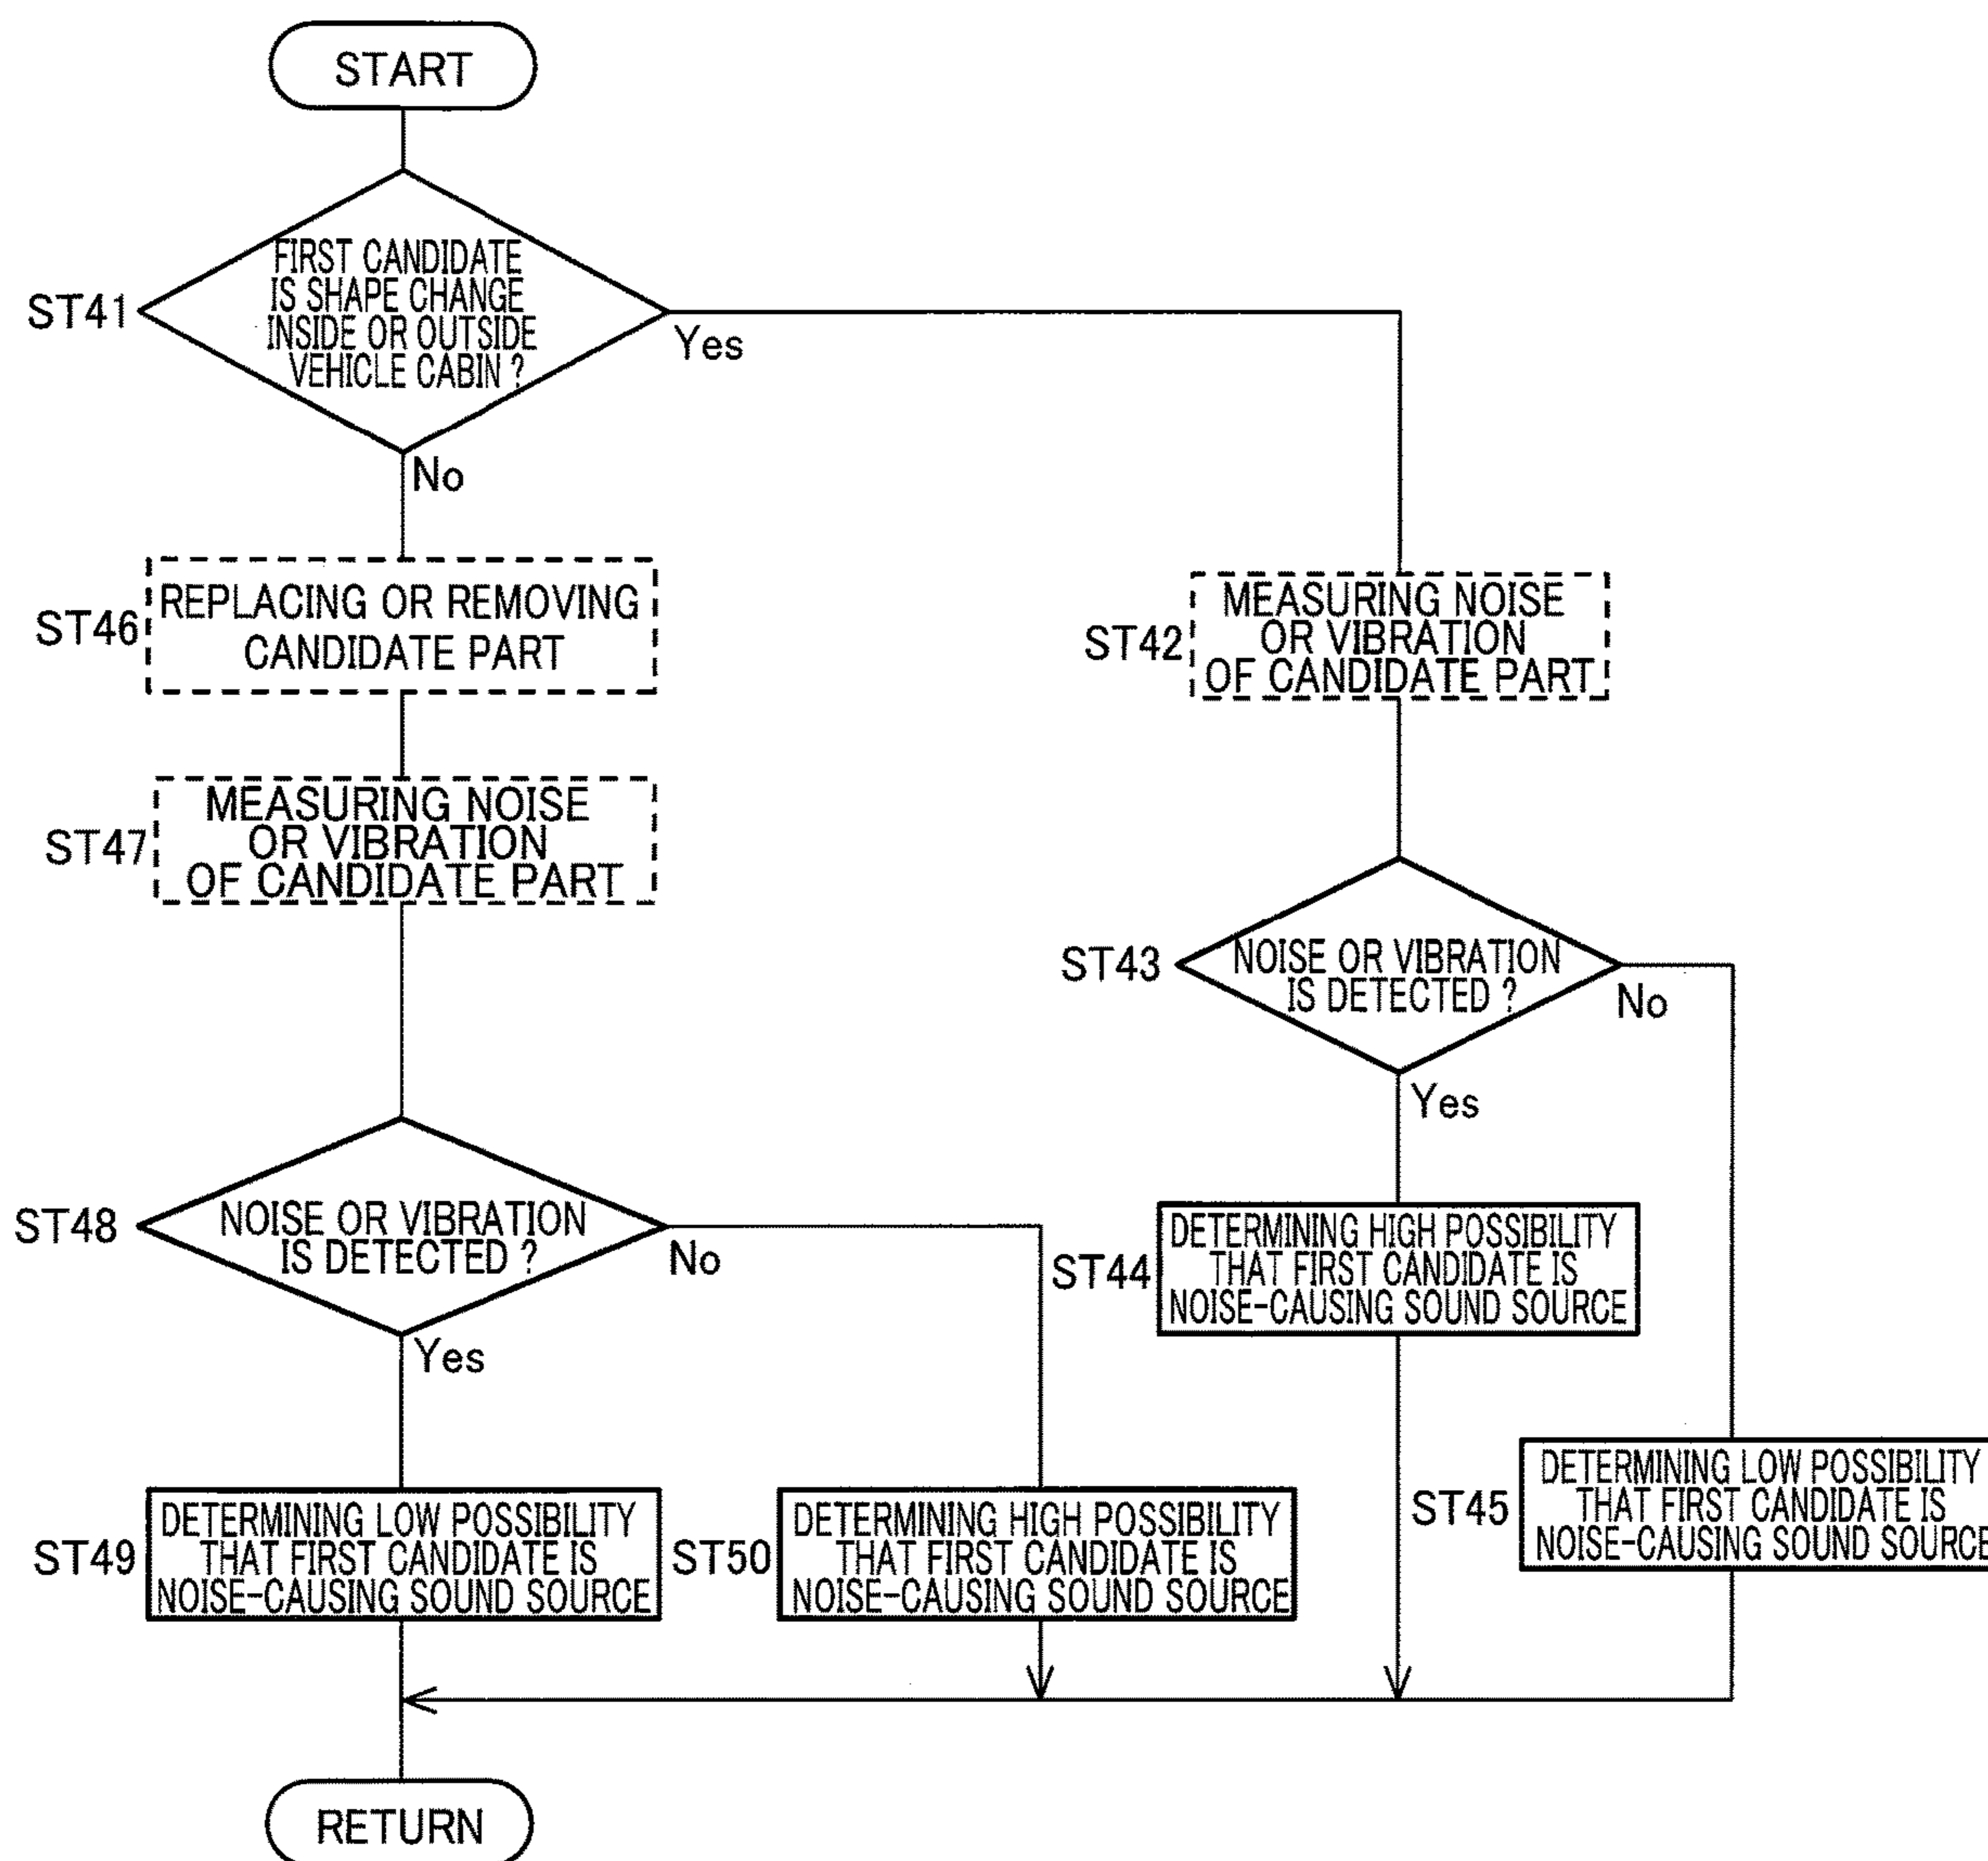 START
ST41
FIRST CANDIDATE
IS SHAPE CHANGE
INSIDE OR OUTSIDE
VEHICLE CABIN ?
Yes
No
ST46
REPLACING OR REMOVING
CANDIDATE PART
ST42
MEASURING NOISE
OR VIBRATION
OF CANDIDATE PART
ST47
MEASURING NOISE
OR VIBRATION
OF CANDIDATE PART
ST43
NOISE OR VIBRATION
IS DETECTED ?
No
Yes
ST48
NOISE OR VIBRATION
IS DETECTED ?
No
Yes
ST44
DETERMINING HIGH POSSIBILITY
THAT FIRST CANDIDATE IS
NOISE-CAUSING SOUND SOURCE
ST45
DETERMINING LOW POSSIBILITY
THAT FIRST CANDIDATE IS
NOISE-CAUSING SOUND SOURCE
ST49
DETERMINING LOW POSSIBILITY
THAT FIRST CANDIDATE IS
NOISE-CAUSING SOUND SOURCE
ST50
DETERMINING HIGH POSSIBILITY
THAT FIRST CANDIDATE IS
NOISE-CAUSING SOUND SOURCE
RETURN